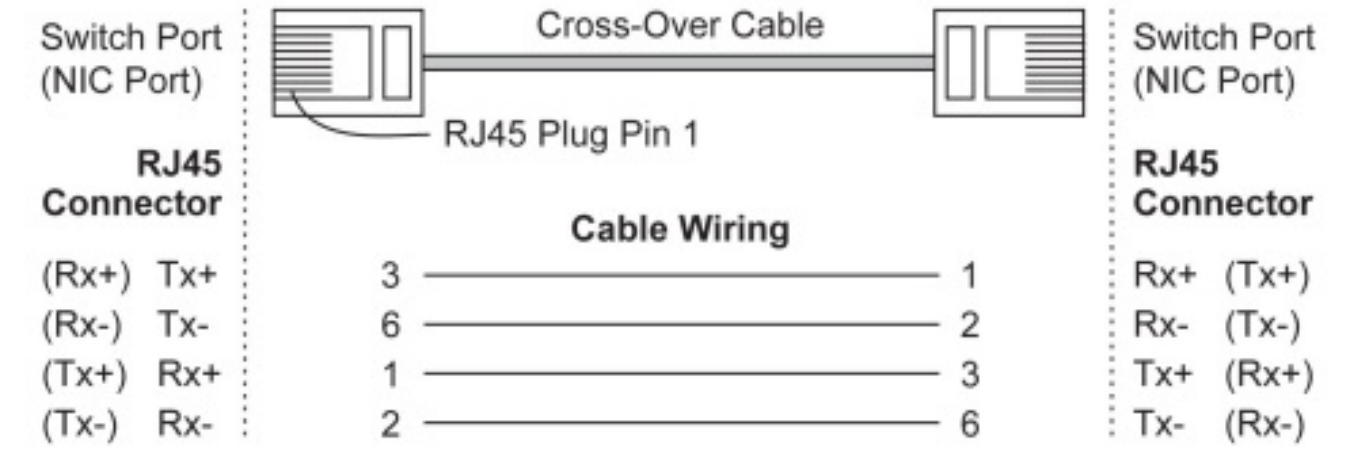 Switch Port
(NIC Port)
Cross-Over Cable
Switch Port
(NIC Port)
RJ45 Plug Pin 1
RJ45
Connector
RJ45
Connector
Cable Wiring
(Rx+) Tx+ 3 1 Rx+ (Tx+)
(Rx-) Tx- 6 2 Rx- (Tx-)
(Tx+) Rx+ 1 3 Tx+ (Rx+)
(Tx-) Rx- 2 6 Tx- (Rx-)